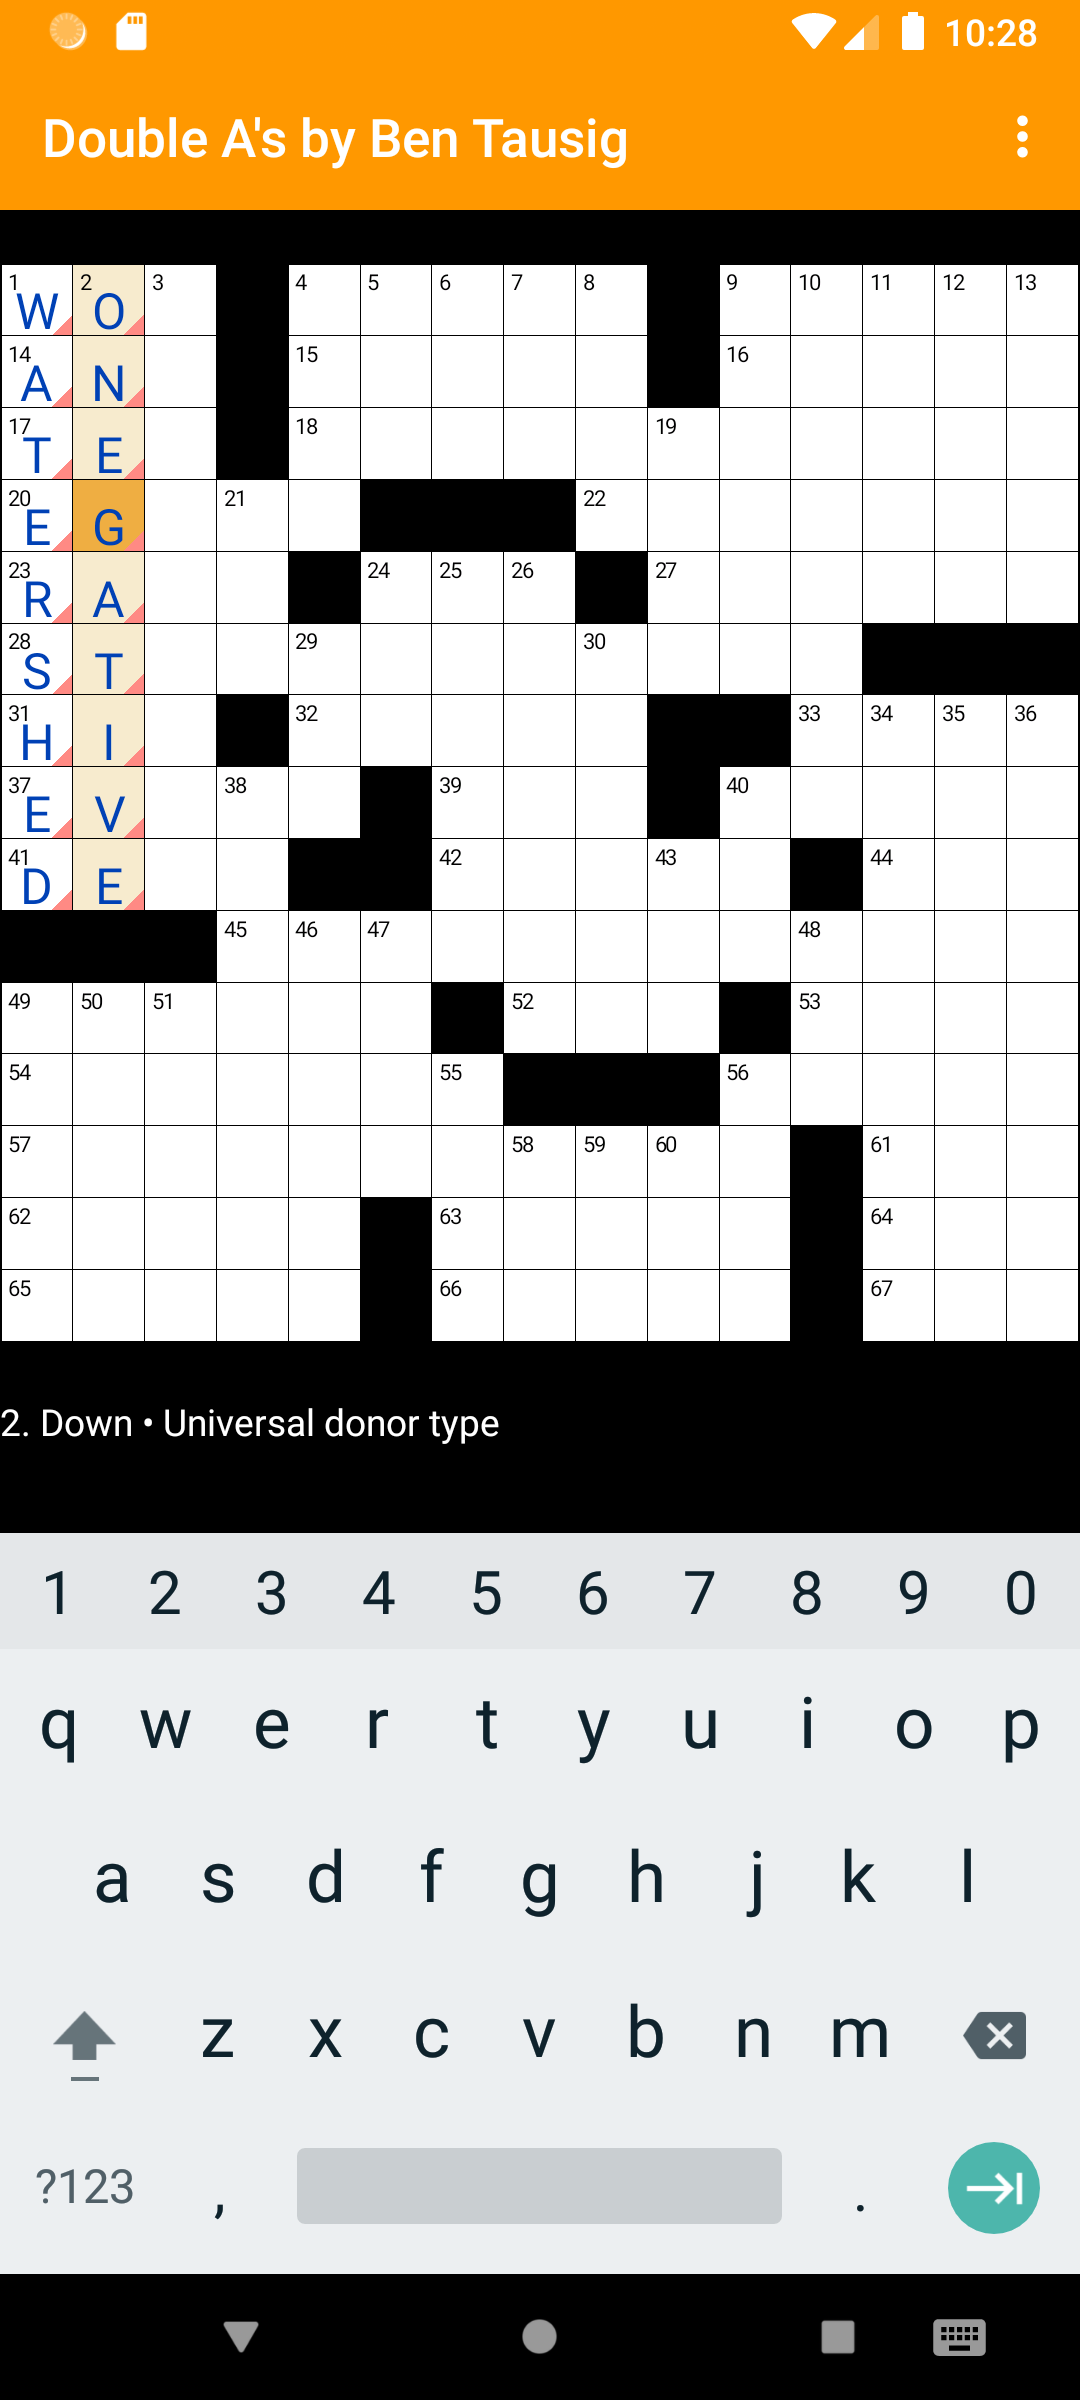 10:28
Double A's by Ben Tausig
1 2 3 4 5 6 7 8 9 10 11 12 13
W O
14 15 16
A N
17 18 19
T E
20 21 22
E G
23 24 25 26 27
R A
28 29 30
S T
31 32 33 34 35 36
H I
37 38 39 40
E V
41 42 43 44
D E
45 46 47 48
49 50 51 52 53
54 55 56
57 58 59 60 61
62 63 64
65 66 67
2. Down • Universal donor type
1 2 3 4 5 6 7 8 9 0
q w e r t y u i o p
a s d f g h j k l
z x c v b n m
?123 , .